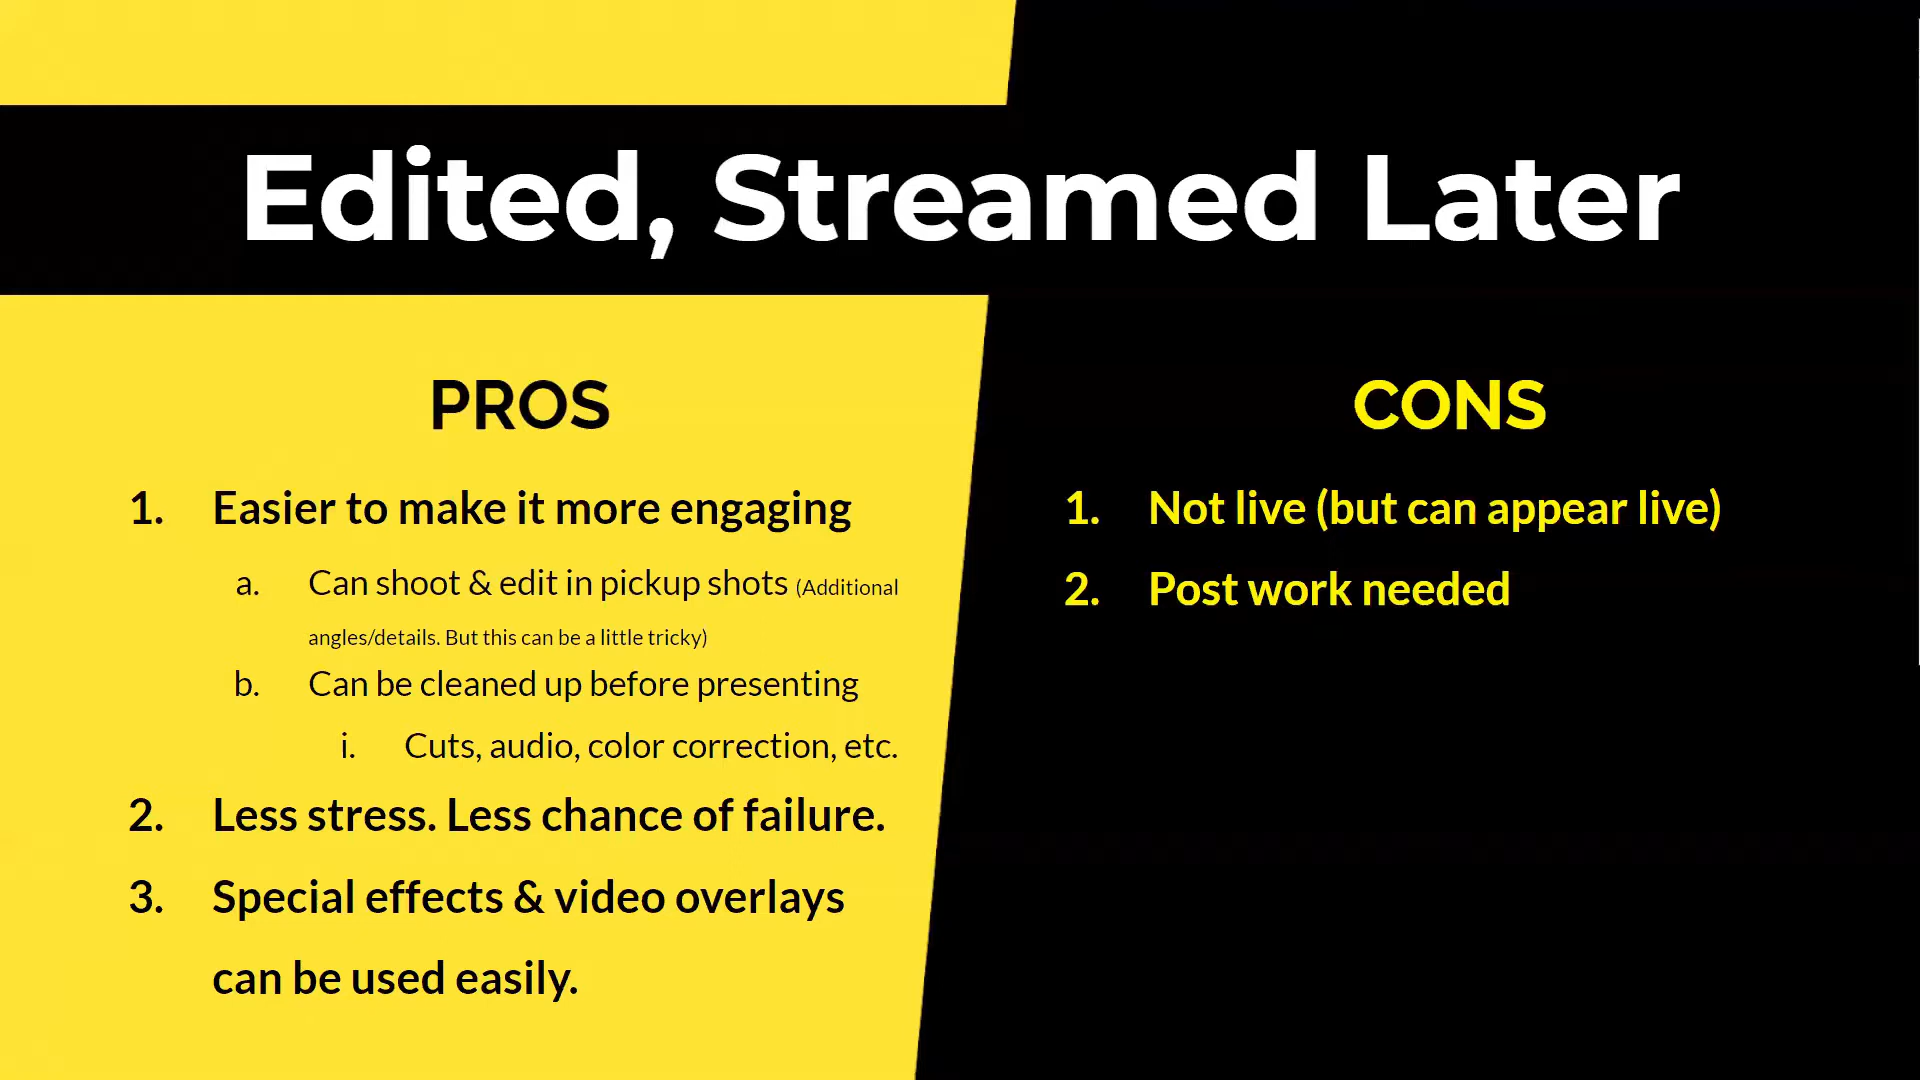 Edited, Streamed Later
PROS
1. Easier to make it more engaging
a. Can shoot & edit in pickup shots (Additional
angles/details. But this can be a little tricky)
b. Can be cleaned up before presenting
i. Cuts, audio, color correction, etc.
2. Less stress. Less chance of failure.
3. Special effects & video overlays
can be used easily.
CONS
1. Not live (but can appear live)
2. Post work needed